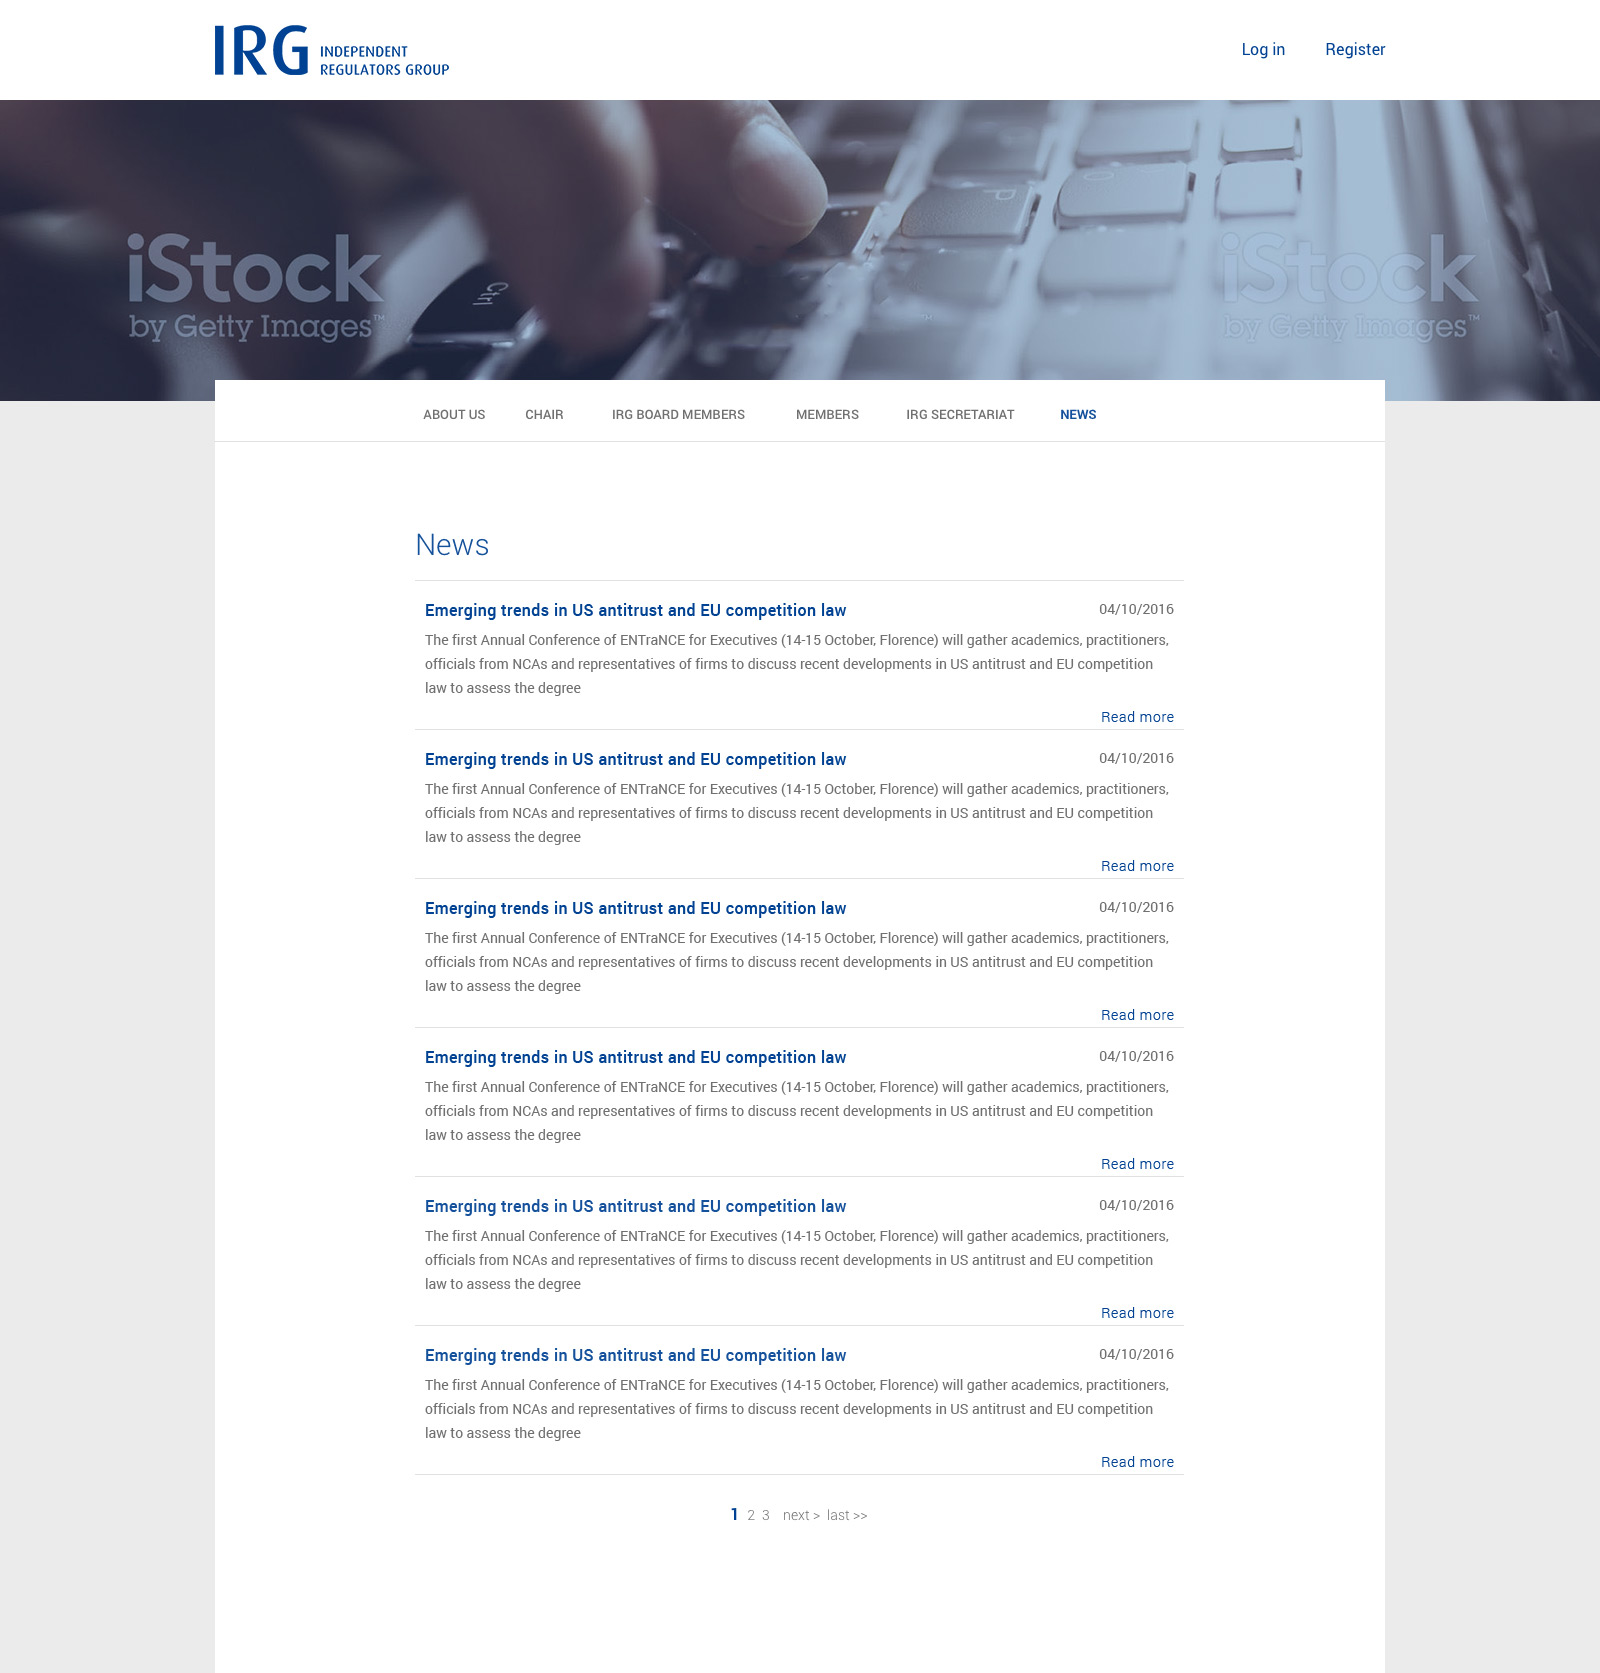 IRG INDEPENDENT
REGULATORS GROUP
Log in Register
iStock
by Getty Images™
iStock
by Getty Images™
Ctrl
P
ABOUT US CHAIR IRG BOARD MEMBERS MEMBERS IRG SECRETARIAT NEWS
News
Emerging trends in US antitrust and EU competition law 04/10/2016
The first Annual Conference of ENTraNCE for Executives (14-15 October, Florence) will gather academics, practitioners,
officials from NCAs and representatives of firms to discuss recent developments in US antitrust and EU competition
law to assess the degree
Read more
Emerging trends in US antitrust and EU competition law 04/10/2016
The first Annual Conference of ENTraNCE for Executives (14-15 October, Florence) will gather academics, practitioners,
officials from NCAs and representatives of firms to discuss recent developments in US antitrust and EU competition
law to assess the degree
Read more
Emerging trends in US antitrust and EU competition law 04/10/2016
The first Annual Conference of ENTraNCE for Executives (14-15 October, Florence) will gather academics, practitioners,
officials from NCAs and representatives of firms to discuss recent developments in US antitrust and EU competition
law to assess the degree
Read more
Emerging trends in US antitrust and EU competition law 04/10/2016
The first Annual Conference of ENTraNCE for Executives (14-15 October, Florence) will gather academics, practitioners,
officials from NCAs and representatives of firms to discuss recent developments in US antitrust and EU competition
law to assess the degree
Read more
Emerging trends in US antitrust and EU competition law 04/10/2016
The first Annual Conference of ENTraNCE for Executives (14-15 October, Florence) will gather academics, practitioners,
officials from NCAs and representatives of firms to discuss recent developments in US antitrust and EU competition
law to assess the degree
Read more
Emerging trends in US antitrust and EU competition law 04/10/2016
The first Annual Conference of ENTraNCE for Executives (14-15 October, Florence) will gather academics, practitioners,
officials from NCAs and representatives of firms to discuss recent developments in US antitrust and EU competition
law to assess the degree
Read more
1 2 3 next > last >>